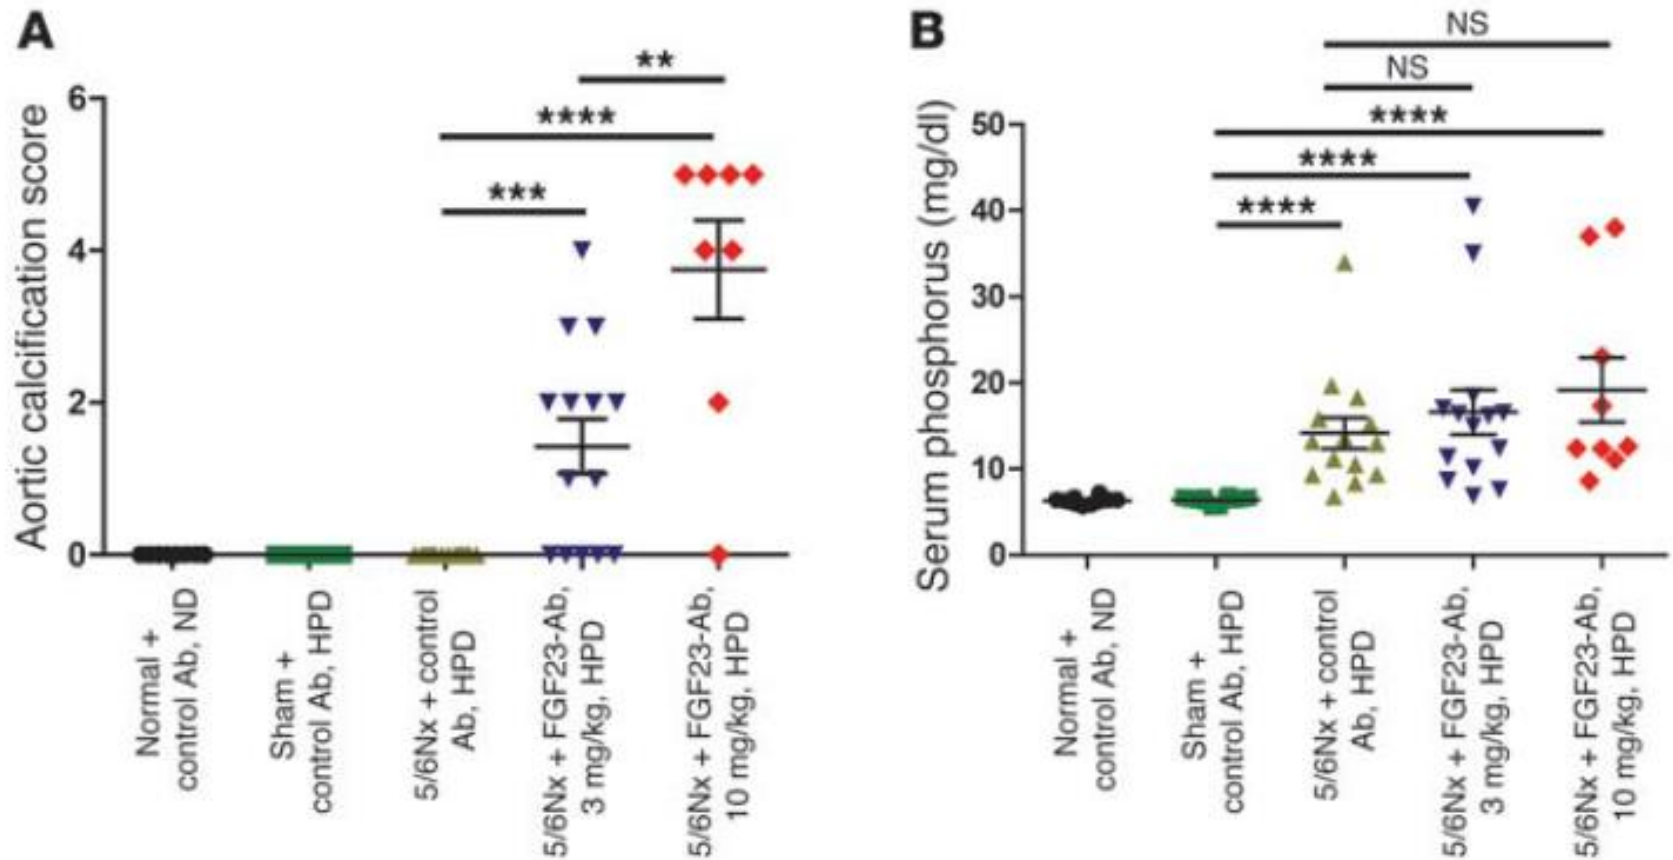 A
Aortic calcification score
6
4
2
0
**
****
***
Normal +
control Ab, ND
Sham +
control Ab, HPD
5/6Nx + control
Ab, HPD
5/6Nx + FGF23-Ab,
3 mg/kg, HPD
5/6Nx + FGF23-Ab,
10 mg/kg, HPD
B
Serum phosphorus (mg/dl)
50
40
30
20
10
0
NS
NS
****
****
****
Normal +
control Ab, ND
Sham +
control Ab, HPD
5/6Nx + control
Ab, HPD
5/6Nx + FGF23-Ab,
3 mg/kg, HPD
5/6Nx + FGF23-Ab,
10 mg/kg, HPD